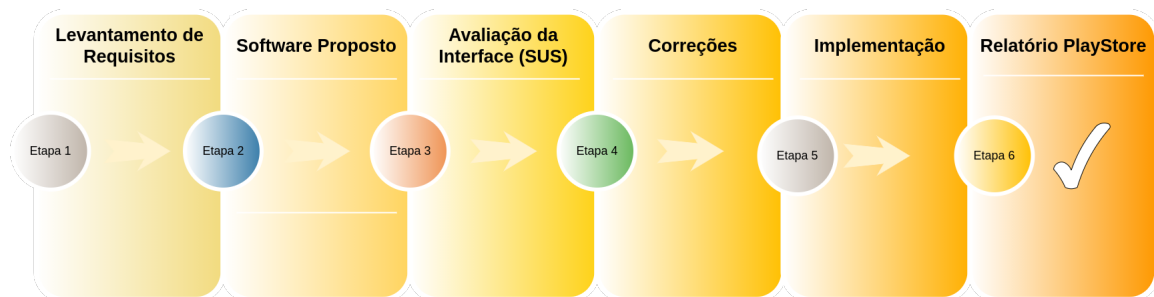 Levantamento de
Requisitos
Software Proposto
Avaliação da
Interface (SUS)
Correções
Implementação
Relatório PlayStore
Etapa 1
Etapa 2
Etapa 3
Etapa 4
Etapa 5
Etapa 6